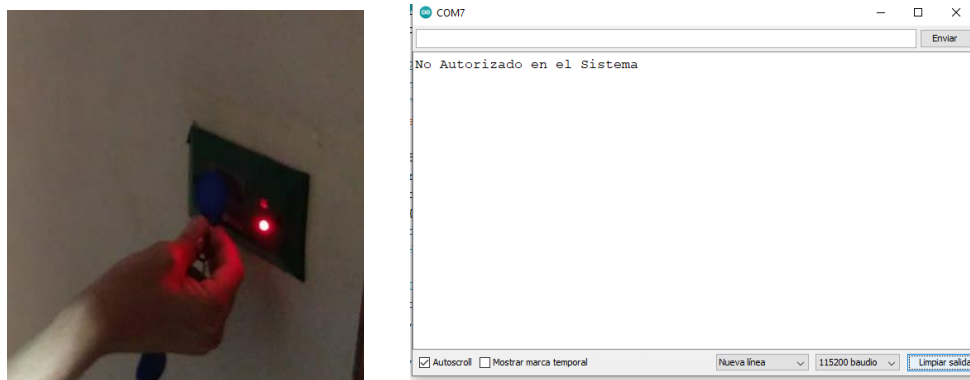 COM7
Enviar
No Autorizado en el Sistema
Autoscroll
Mostrar marca temporal
Nueva línea
115200 baudio
Limpiar salida